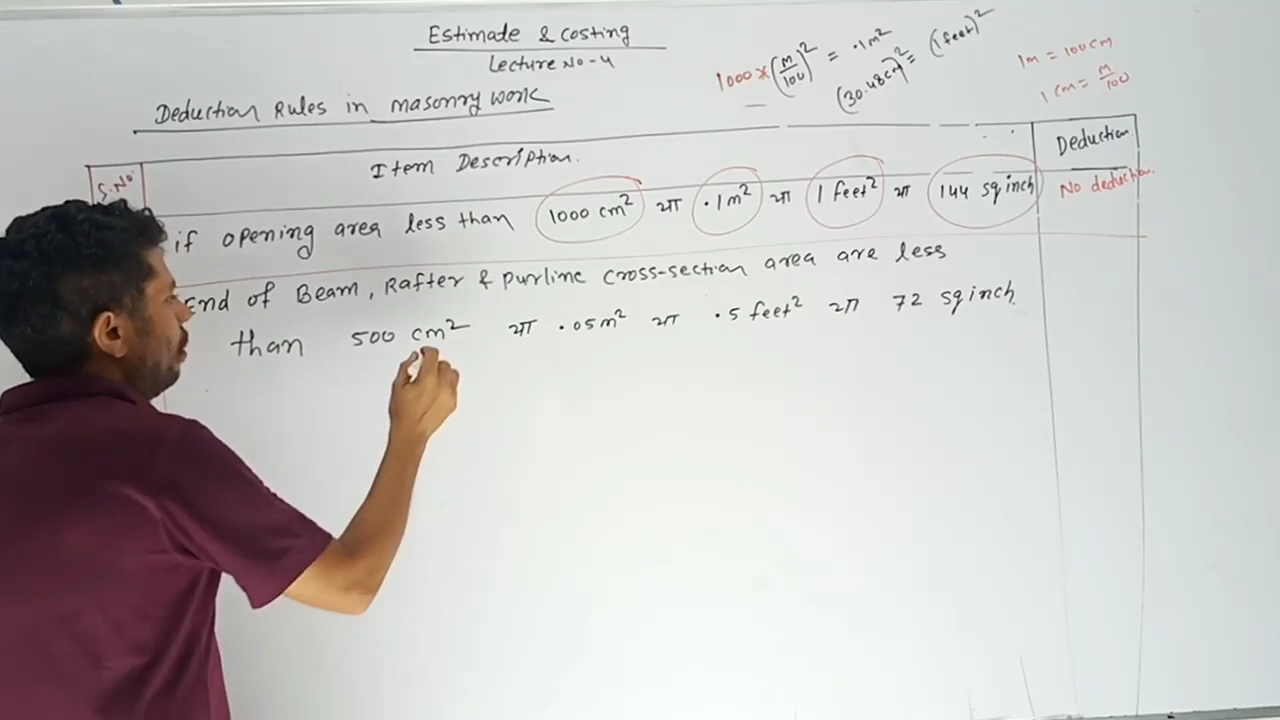 Estimade & Costing
Lecture No - 4
1000 × (M/100)² = .1m²
(30.48cm)² = (1 feet)²
1m = 100cm
1 cm = M/100
Deduction Rules in masonry work
S.No. Item Description. Deduction
if opening area less than 1000 cm² या .1m² या 1 feet² या 144 sq inch No deduction.
End of Beam, Rafter & Purline cross-section area are less
than 500 cm² या .05m² या .5 feet² या 72 sq inch